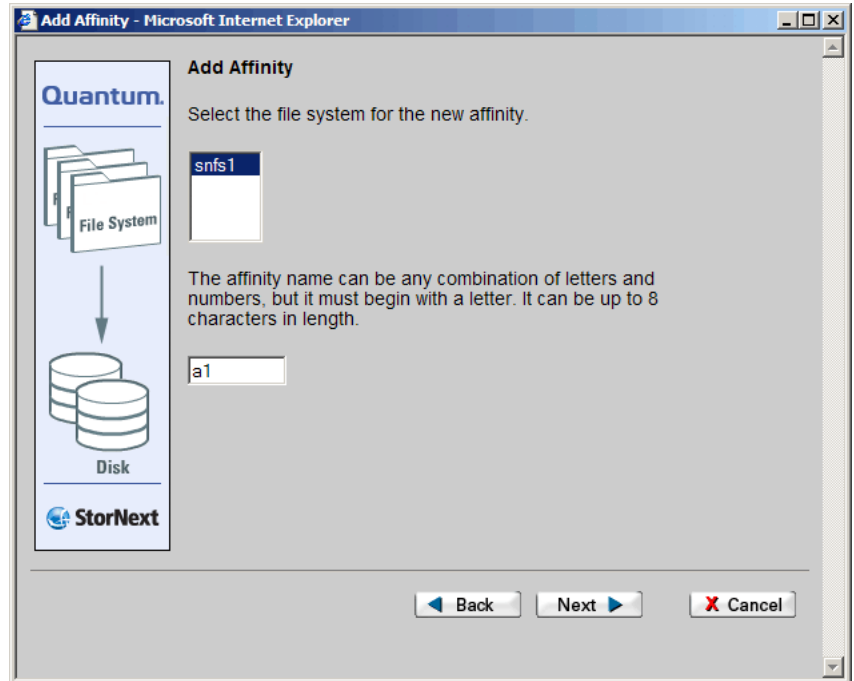 Add Affinity - Microsoft Internet Explorer
Quantum.
File System
Disk
StorNext
Add Affinity
Select the file system for the new affinity.
snfs1
The affinity name can be any combination of letters and
numbers, but it must begin with a letter. It can be up to 8
characters in length.
a1
Back
Next
X Cancel